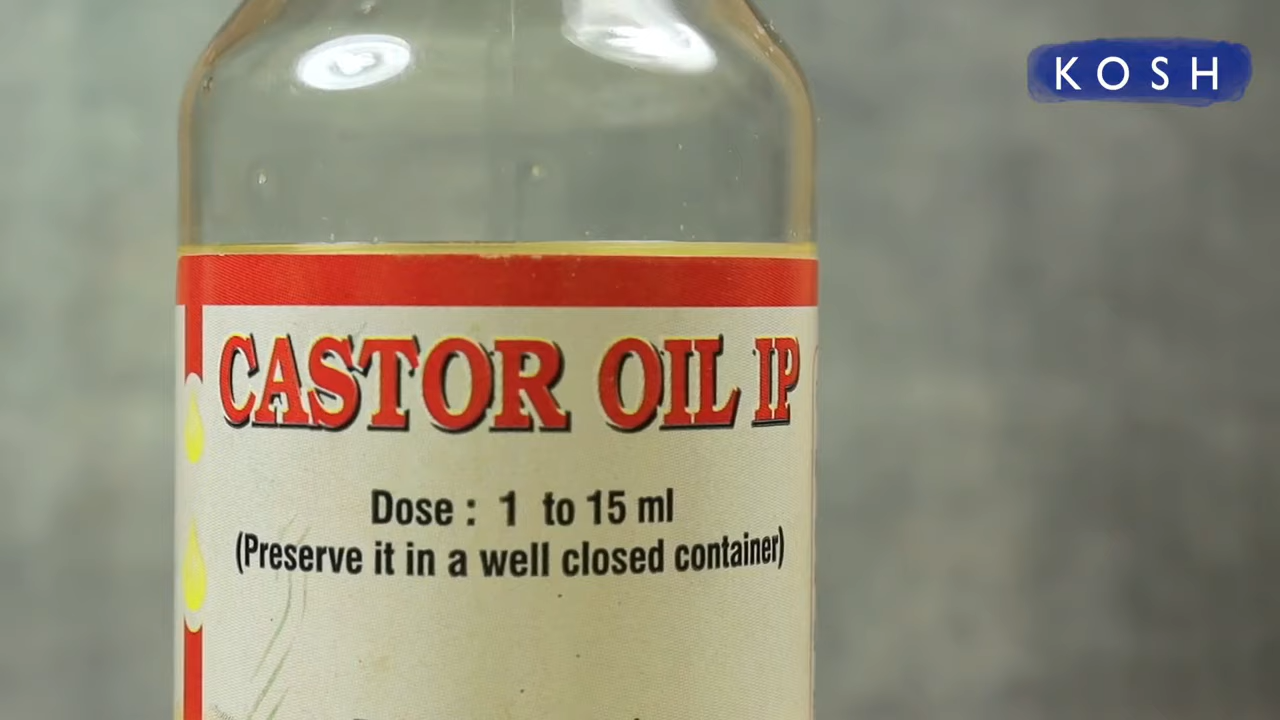 KOSH
CASTOR OIL IP
Dose : 1 to 15 ml
(Preserve it in a well closed container)